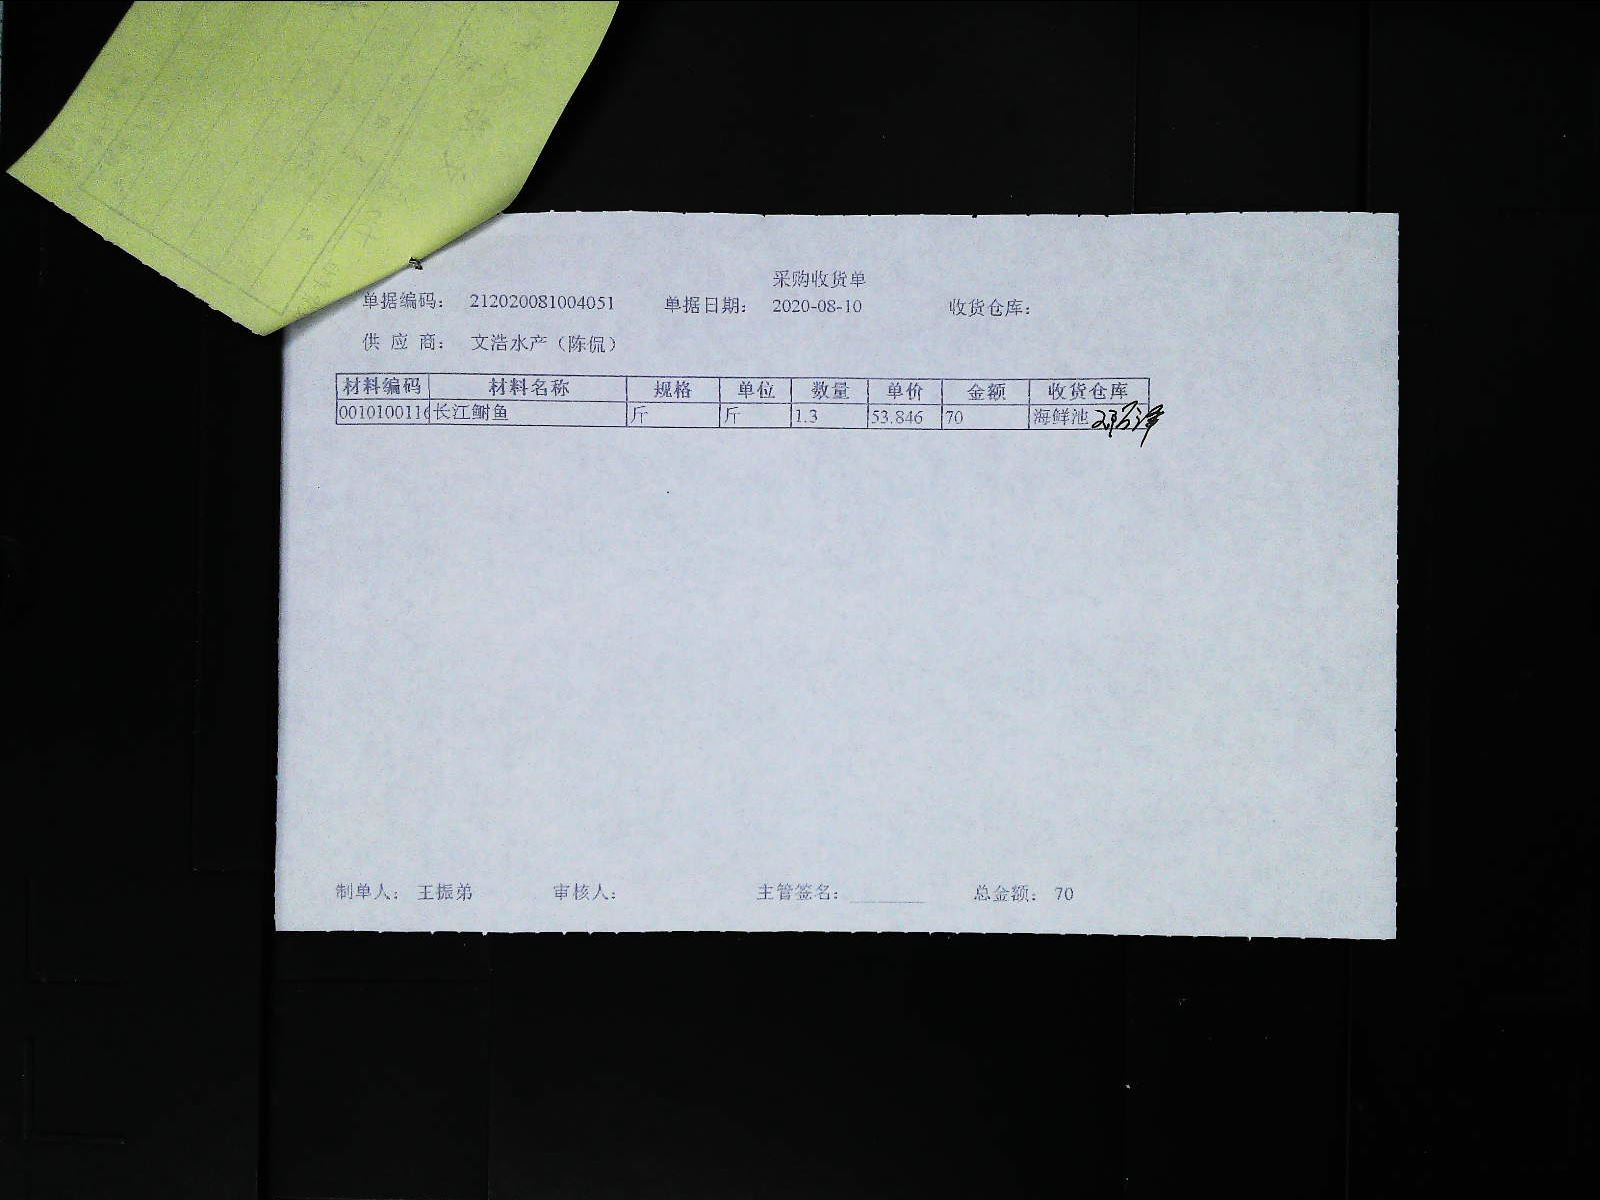 采购收货单
单据编码： 212020081004051 单据日期： 2020-08-10 收货仓库：
供 应 商： 文浩水产（陈侃）
材料编码 材料名称 规格 单位 数量 单价 金额 收货仓库
0010100116 长江鲥鱼 斤 斤 1.3 53.846 70 海鲜池
制单人： 王振弟 审核人： 主管签名： 总金额： 70